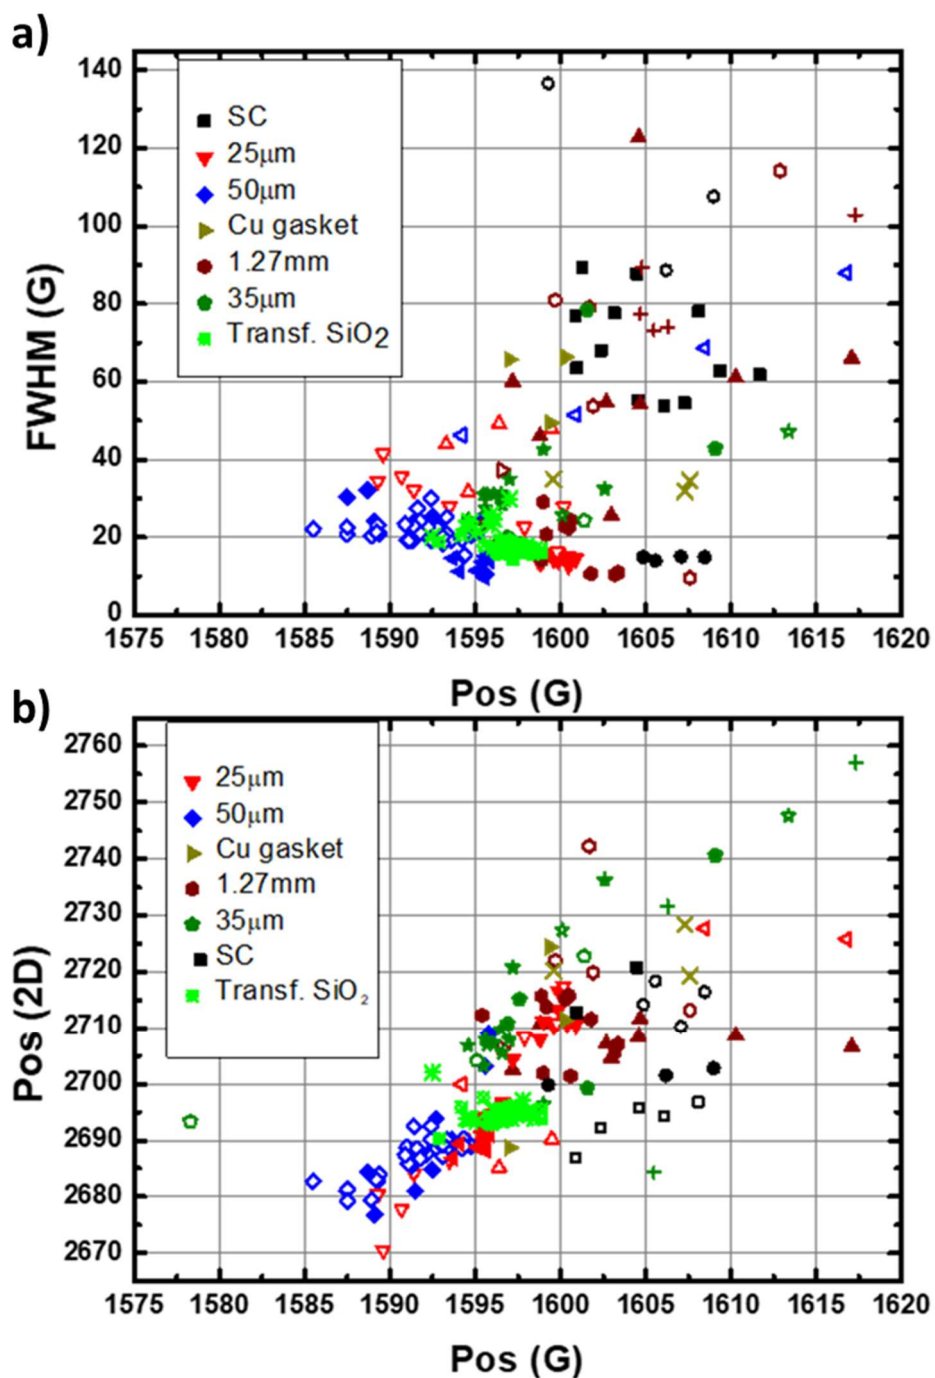 a)
140
120
100
80
60
40
20
0
FWHM (G)
SC
25μm
50μm
Cu gasket
1.27mm
35μm
Transf. SiO2
1575 1580 1585 1590 1595 1600 1605 1610 1615 1620
Pos (G)
b)
2760
2750
2740
2730
2720
2710
2700
2690
2680
2670
Pos (2D)
25μm
50μm
Cu gasket
1.27mm
35μm
SC
Transf. SiO₂
1575 1580 1585 1590 1595 1600 1605 1610 1615 1620
Pos (G)